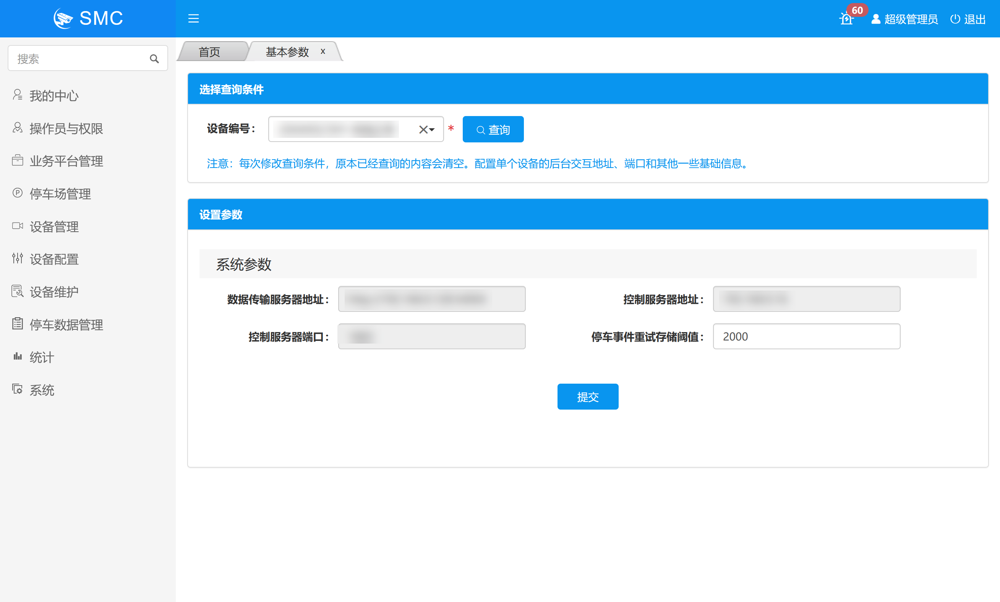 SMC
60
超级管理员
退出
搜索
首页
基本参数 x
我的中心
操作员与权限
业务平台管理
停车场管理
设备管理
设备配置
设备维护
停车数据管理
统计
系统
选择查询条件
设备编号：
* 查询
注意：每次修改查询条件，原本已经查询的内容会清空。配置单个设备的后台交互地址、端口和其他一些基础信息。
设置参数
系统参数
数据传输服务器地址：
控制服务器地址：
控制服务器端口：
停车事件重试存储阈值： 2000
提交